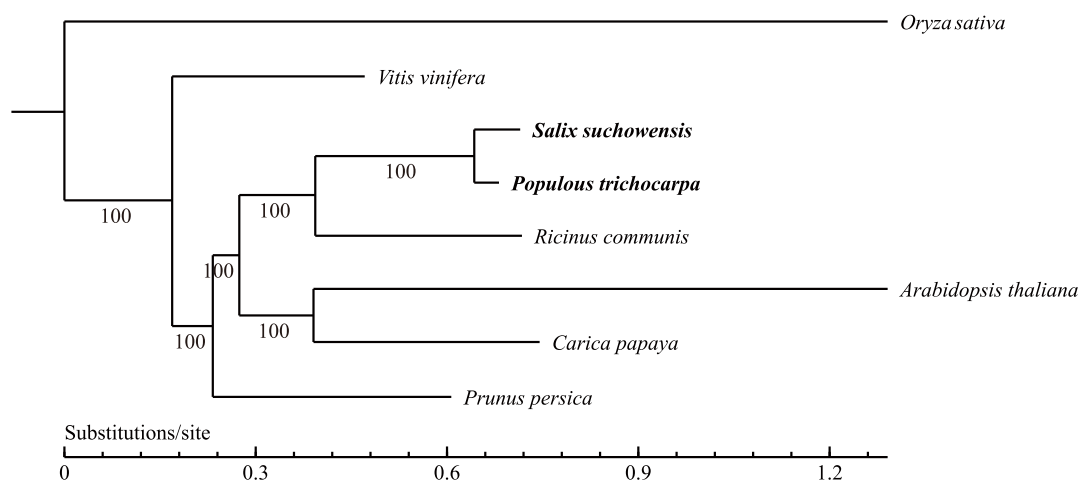 Oryza sativa
Vitis vinifera
Salix suchowensis
100
Populous trichocarpa
100
100
Ricinus communis
100
Arabidopsis thaliana
100
100
Carica papaya
Prunus persica
Substitutions/site
0 0.3 0.6 0.9 1.2